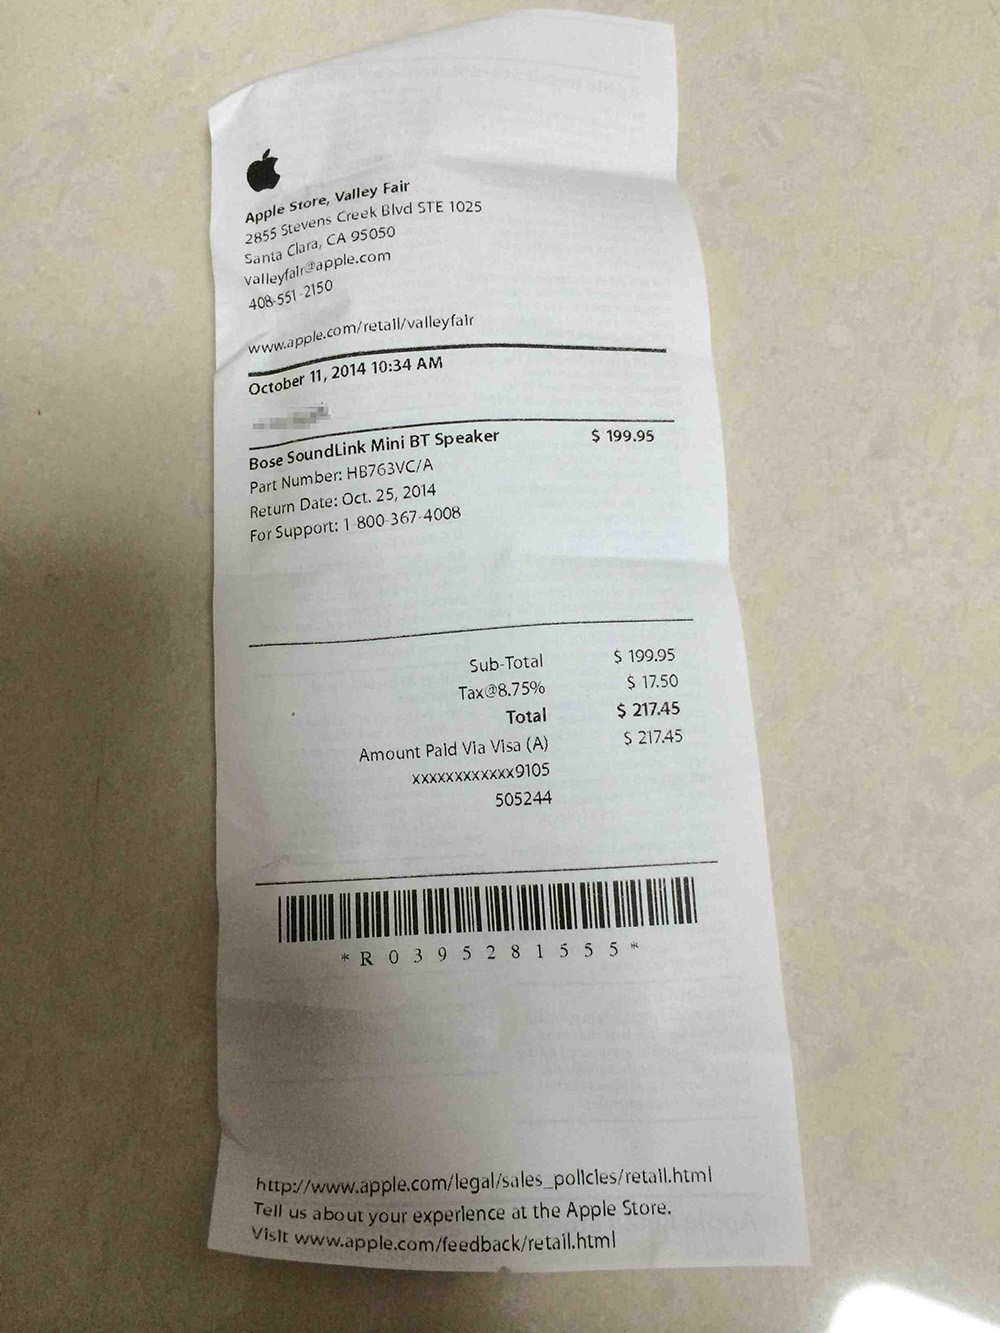 Apple Store, Valley Fair
2855 Stevens Creek Blvd STE 1025
Santa Clara, CA 95050
valleyfair@apple.com
408-551-2150
www.apple.com/retail/valleyfair
October 11, 2014 10:34 AM
Bose SoundLink Mini BT Speaker $ 199.95
Part Number: HB763VC/A
Return Date: Oct. 25, 2014
For Support: 1-800-367-4008
Sub-Total $ 199.95
Tax@8.75% $ 17.50
Total $ 217.45
Amount Paid Via Visa (A) $ 217.45
xxxxxxxxxxxx9105
505244
*R0395281555*
http://www.apple.com/legal/sales_policies/retail.html
Tell us about your experience at the Apple Store.
Visit www.apple.com/feedback/retail.html